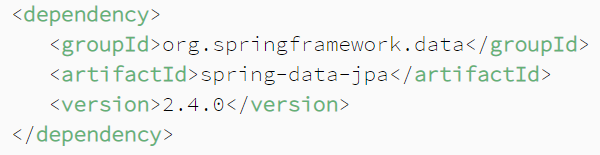 <dependency>
<groupId>org.springframework.data</groupId>
<artifactId>spring-data-jpa</artifactId>
<version>2.4.0</version>
</dependency>